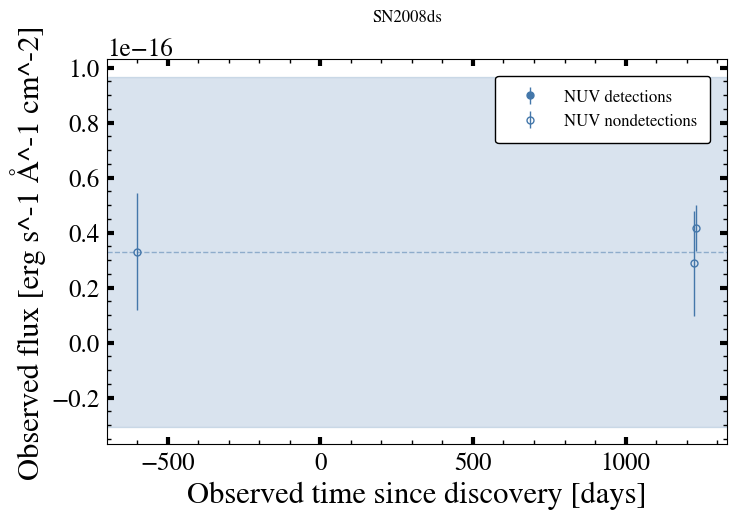 SN2008ds
1e−16
1.0
0.8
0.6
0.4
0.2
0.0
−0.2
Observed flux [erg s^-1 Å^-1 cm^-2]
NUV detections
NUV nondetections
−500
0
500
1000
Observed time since discovery [days]